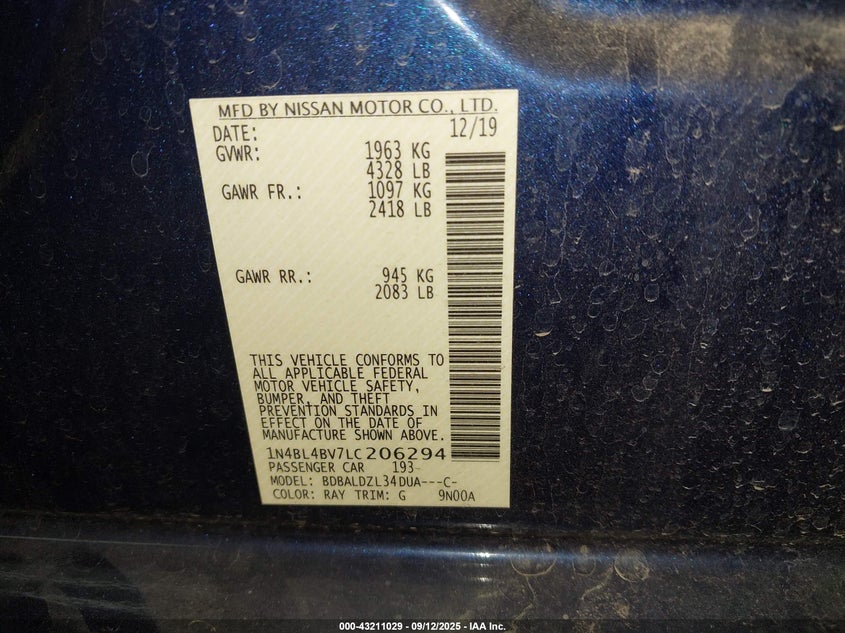 MFD BY NISSAN MOTOR CO., LTD.
DATE: 12/19
GVWR: 1963 KG
4328 LB
GAWR FR.: 1097 KG
2418 LB
GAWR RR.: 945 KG
2083 LB
THIS VEHICLE CONFORMS TO
ALL APPLICABLE FEDERAL
MOTOR VEHICLE SAFETY,
BUMPER, AND THEFT
PREVENTION STANDARDS IN
EFFECT ON THE DATE OF
MANUFACTURE SHOWN ABOVE.
1N4BL4BV7LC206294
PASSENGER CAR 193
MODEL: BDBALDZL34DUA---C-
COLOR: RAY TRIM: G 9N00A
000-43211029 - 09/12/2025 - IAA Inc.